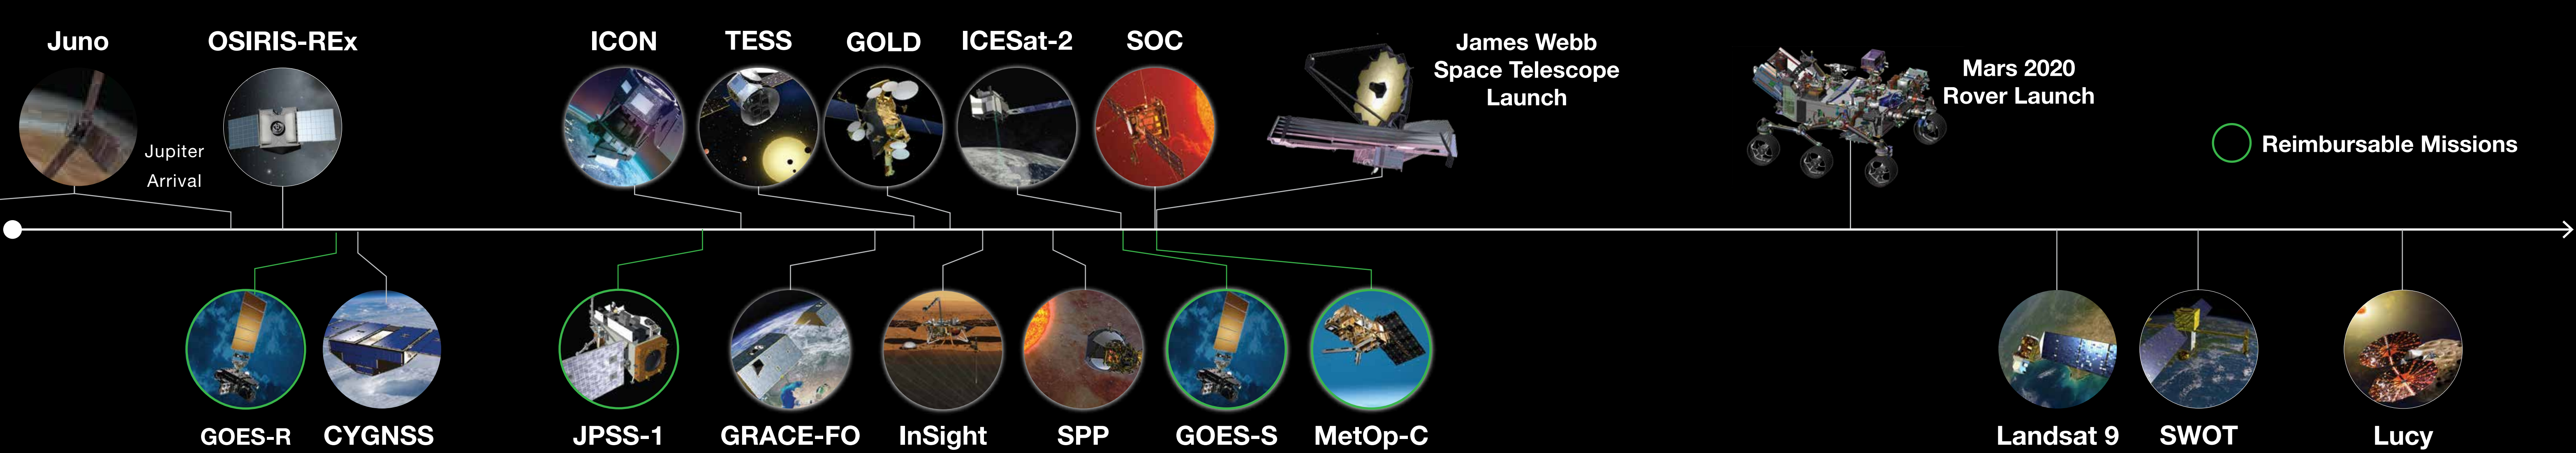 Juno
OSIRIS-REx
ICON
TESS
GOLD
ICESat-2
SOC
James Webb
Space Telescope
Launch
Mars 2020
Rover Launch
Jupiter
Arrival
Reimbursable Missions
GOES-R
CYGNSS
JPSS-1
GRACE-FO
InSight
SPP
GOES-S
MetOp-C
Landsat 9
SWOT
Lucy